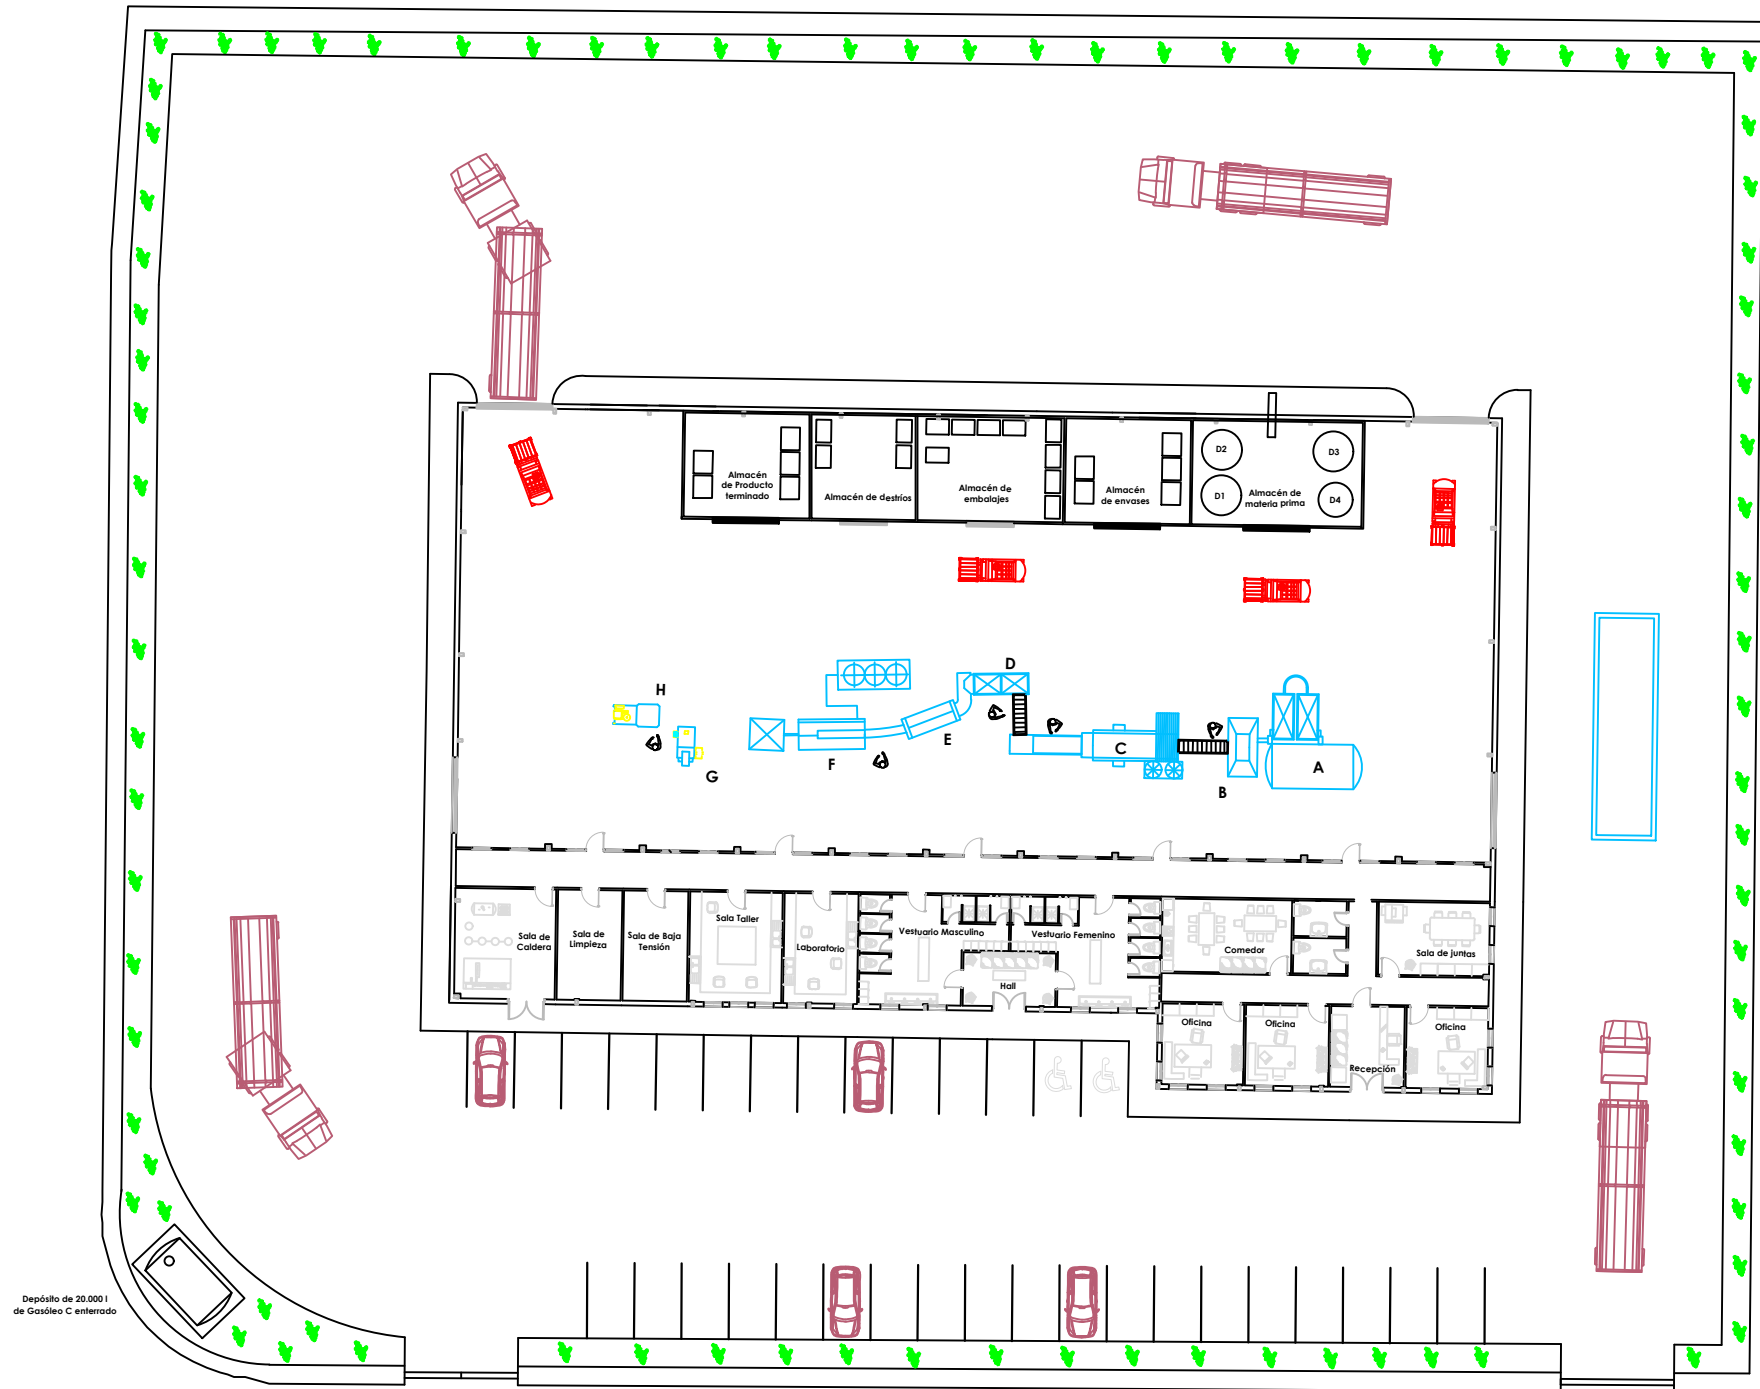 D2
D3
D1
D4
Almacén
de Producto
terminado
Almacén de destríos
Almacén de
embalajes
Almacén
de envases
Almacén de
materia prima
H
D
E
C
A
F
G
B
Sala de
Caldera
Sala de
Limpieza
Sala de Baja
Tensión
Sala Taller
Laboratorio
Vestuario Masculino
Vestuario Femenino
Hall
Comedor
Sala de juntas
Oficina
Oficina
Recepción
Oficina
Depósito de 20.000 l
de Gasóleo C enterrado